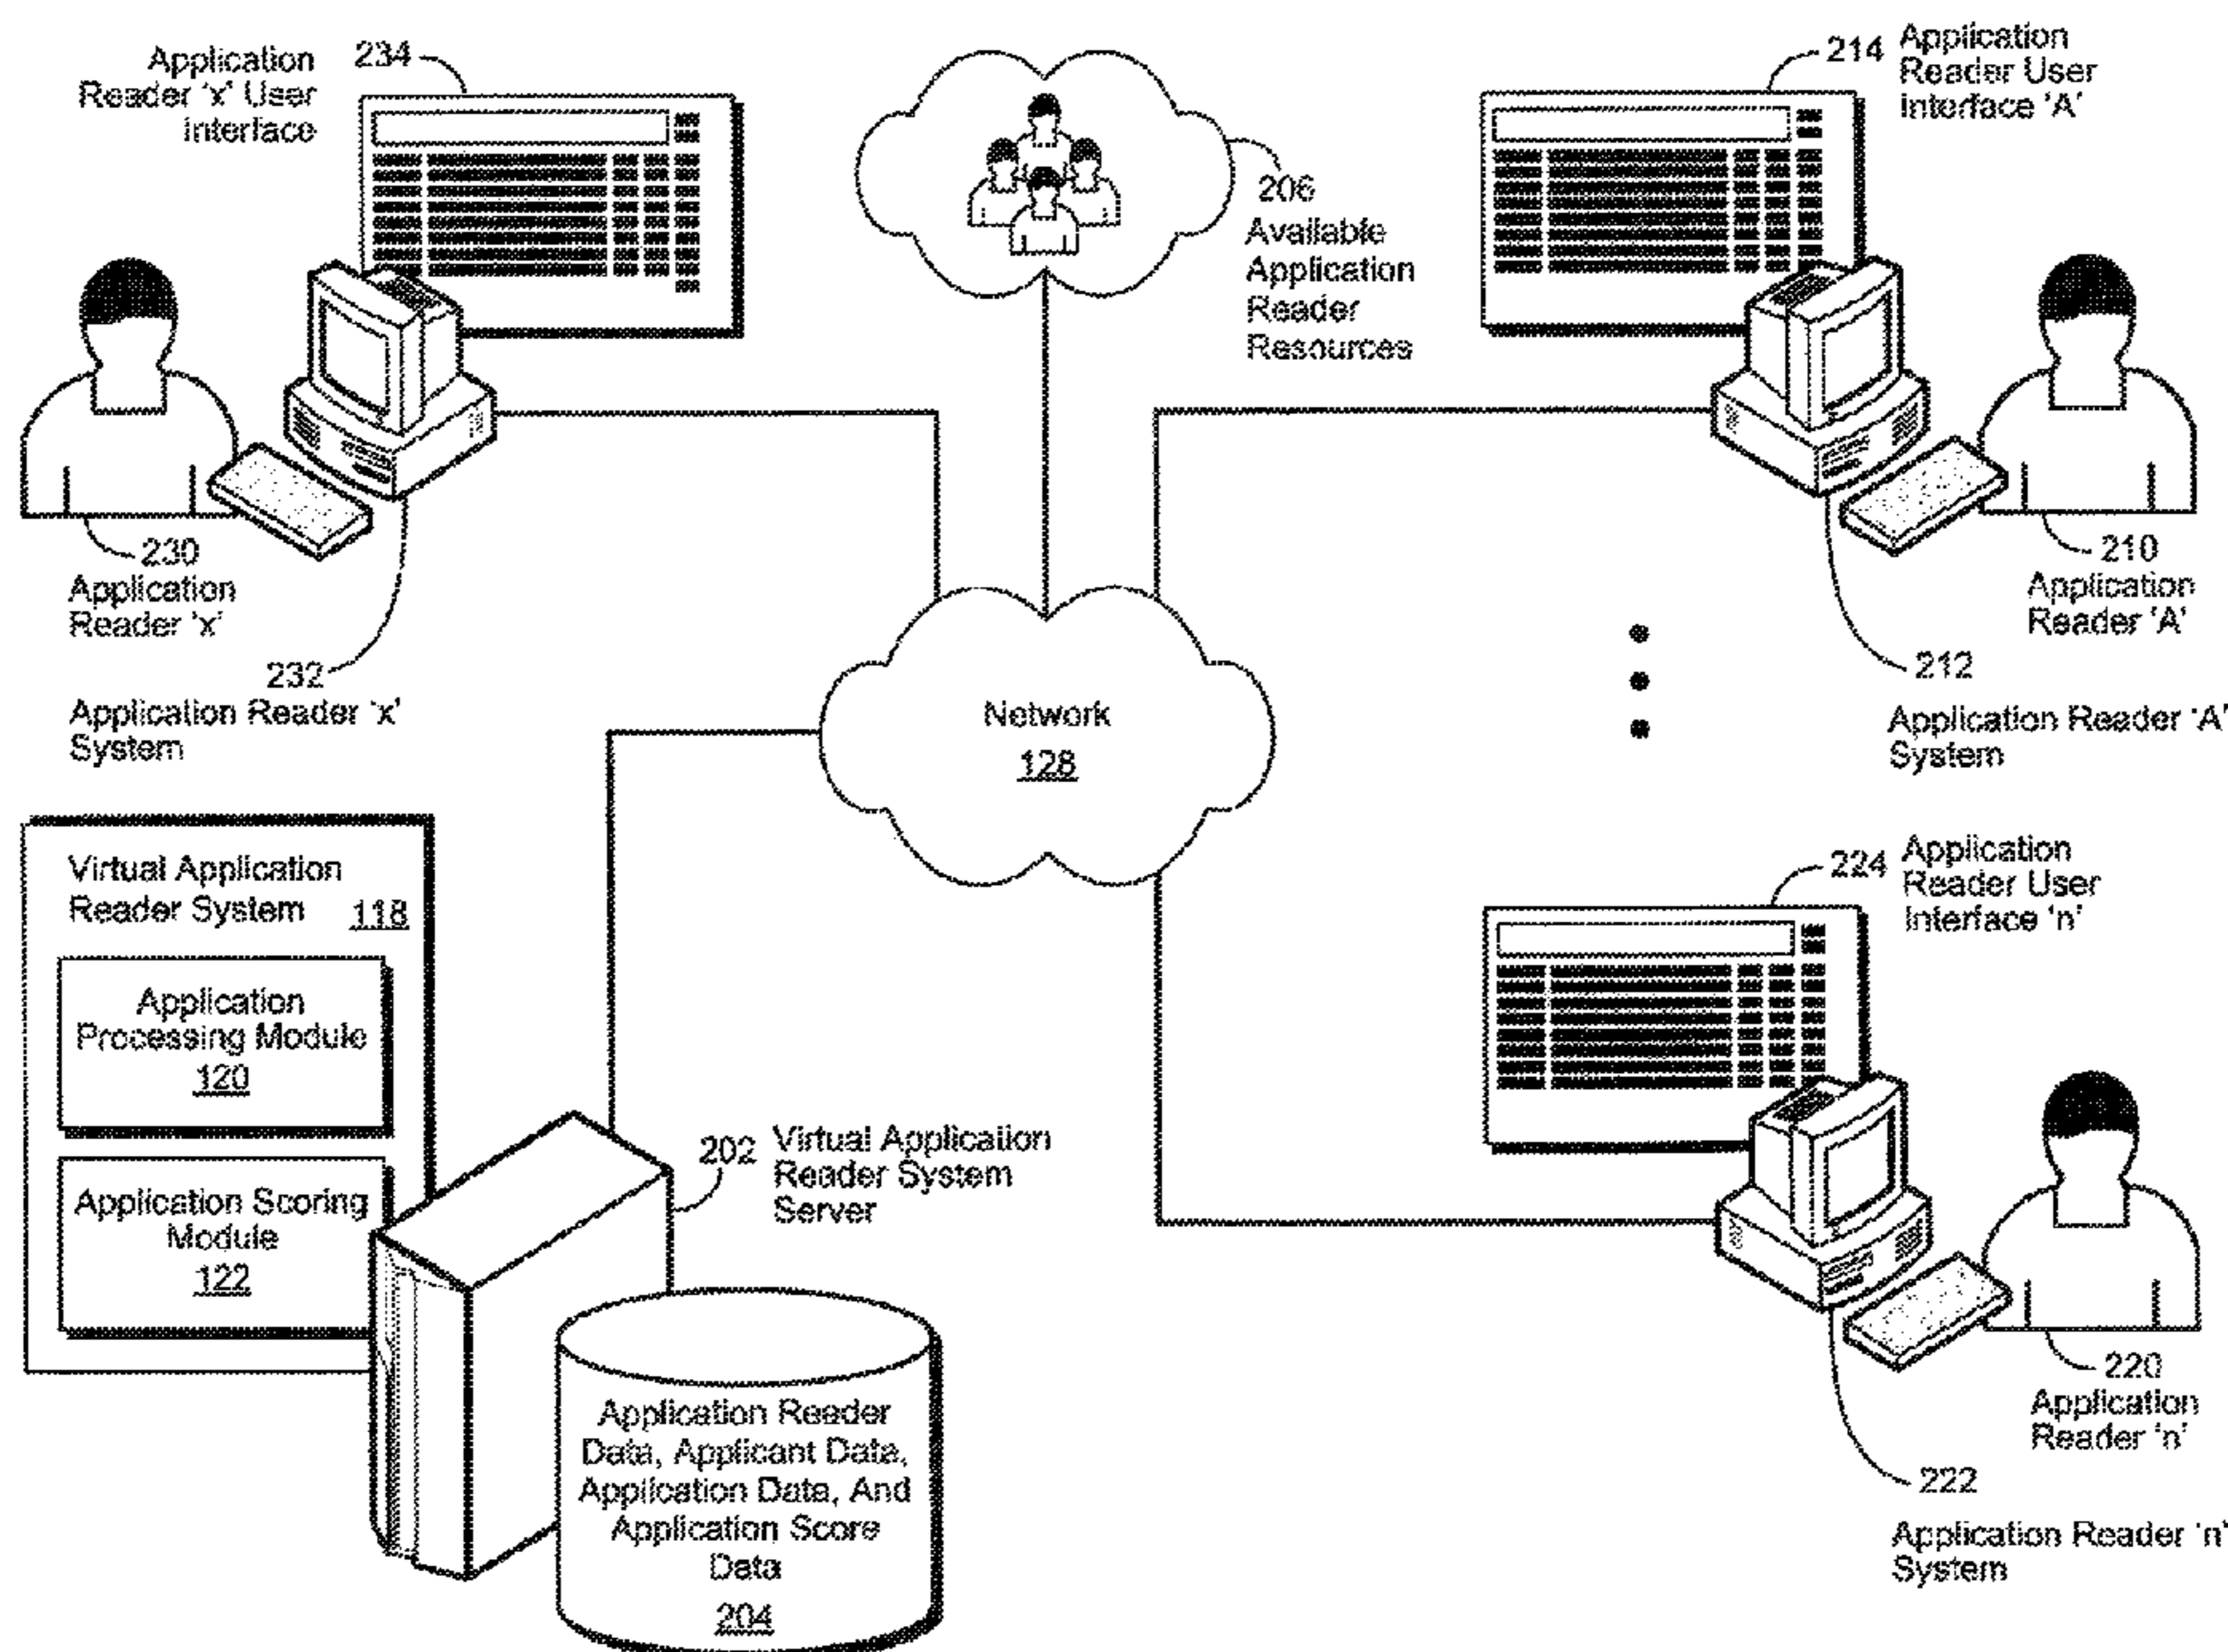 Application
Reader 'x' User
Interface
234
206
Available
Application
Reader
Resources
214
Application
Reader User
Interface 'A'
230
Application
Reader 'x'
232
Application Reader 'x'
System
Network
128
210
Application
Reader 'A'
212
Application Reader 'A'
System
Virtual Application
Reader System
118
Application
Processing Module
120
Application Scoring
Module
122
202
Virtual Application
Reader System
Server
Application Reader
Data, Applicant Data,
Application Data, And
Application Score
Data
204
224
Application
Reader User
Interface 'n'
220
Application
Reader 'n'
222
Application Reader 'n'
System